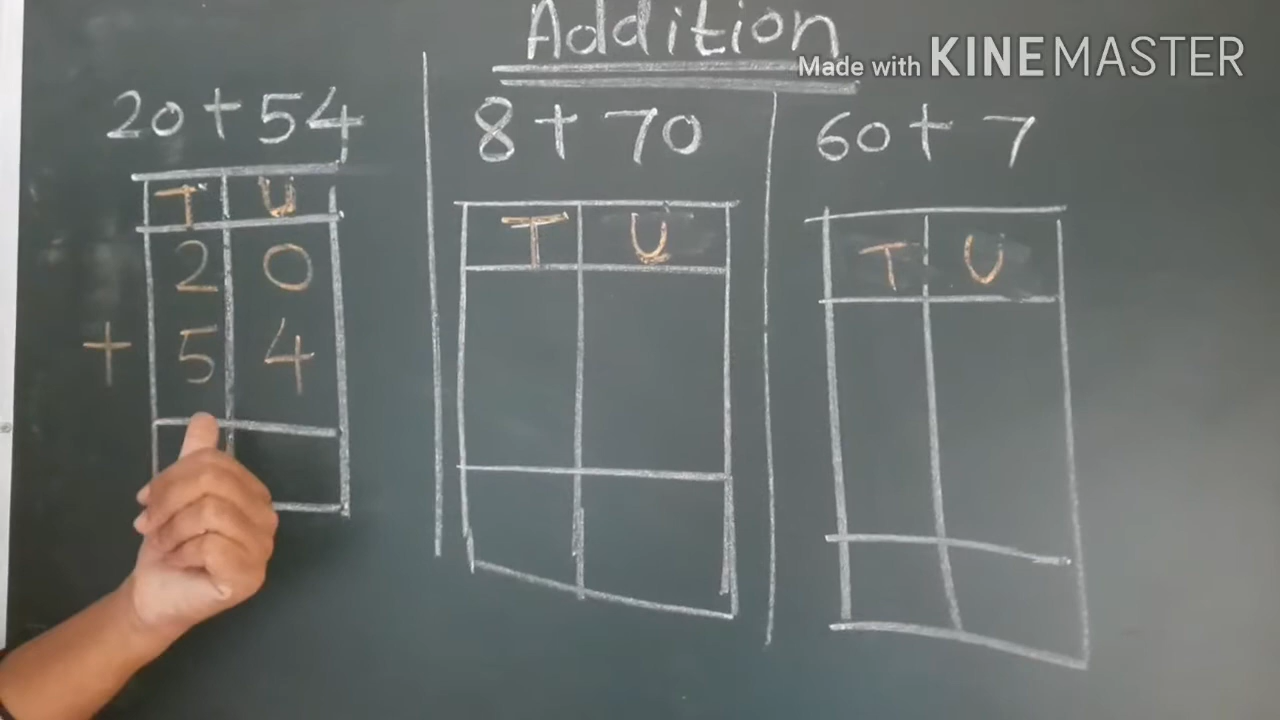 Addition
Made with KINEMASTER
20+54
T U
2 0
+ 5 4
8+70
T U
60+7
T U